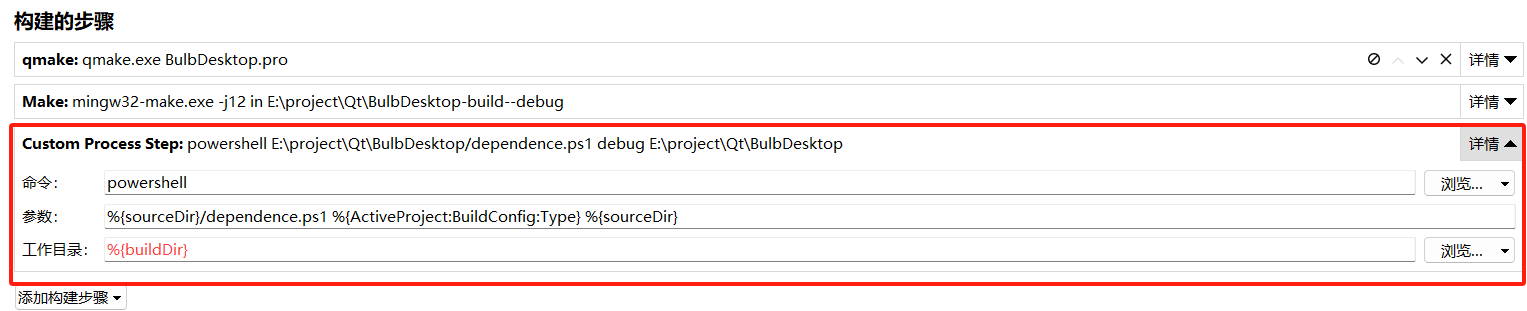 构建的步骤
qmake: qmake.exe BulbDesktop.pro 详情
Make: mingw32-make.exe -j12 in E:\project\Qt\BulbDesktop-build--debug 详情
Custom Process Step: powershell E:\project\Qt\BulbDesktop/dependence.ps1 debug E:\project\Qt\BulbDesktop 详情
命令: powershell 浏览...
参数: %{sourceDir}/dependence.ps1 %{ActiveProject:BuildConfig:Type} %{sourceDir}
工作目录: %{buildDir} 浏览...
添加构建步骤